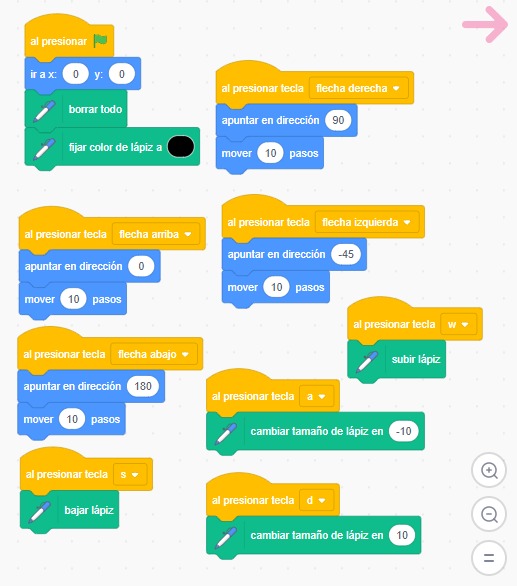 al presionar
ir a x: 0 y: 0
borrar todo
fijar color de lápiz a
al presionar tecla flecha derecha
apuntar en dirección 90
mover 10 pasos
al presionar tecla flecha arriba
apuntar en dirección 0
mover 10 pasos
al presionar tecla flecha izquierda
apuntar en dirección -45
mover 10 pasos
al presionar tecla flecha abajo
apuntar en dirección 180
mover 10 pasos
al presionar tecla w
subir lápiz
al presionar tecla a
cambiar tamaño de lápiz en -10
al presionar tecla s
bajar lápiz
al presionar tecla d
cambiar tamaño de lápiz en 10